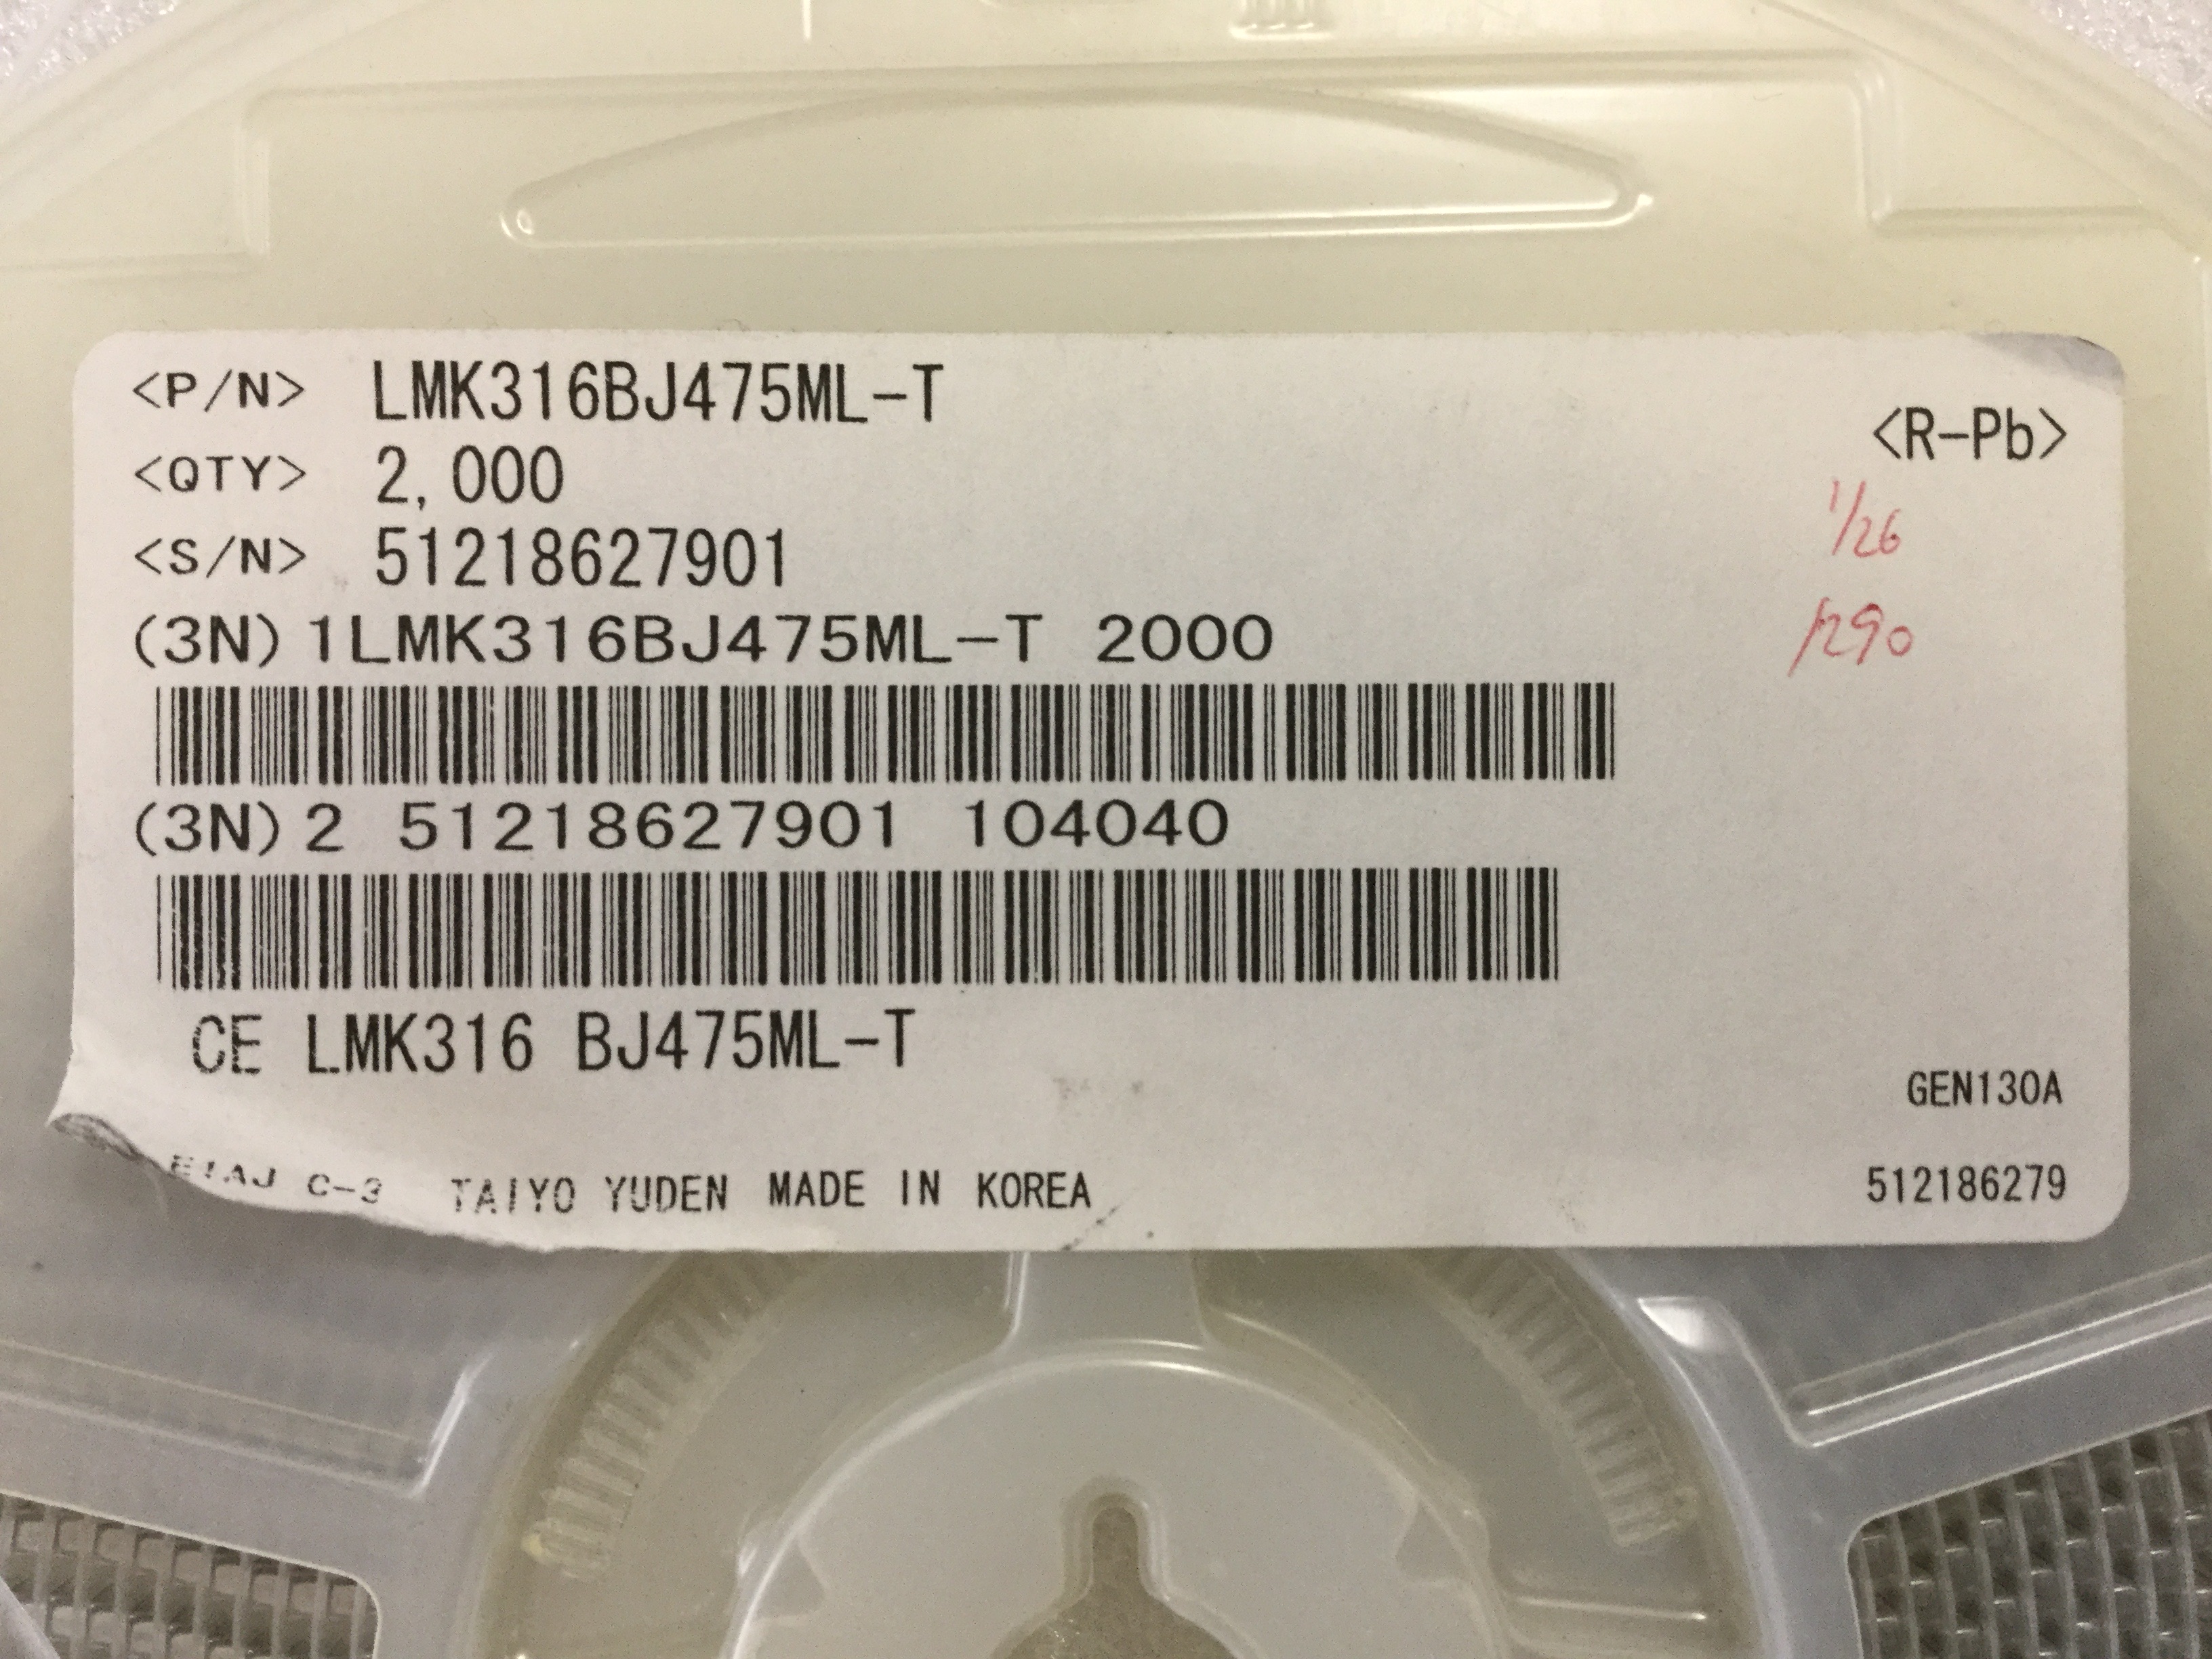 <P/N> LMK316BJ475ML-T
<R-Pb>
<QTY> 2,000
1/26
<S/N> 51218627901
(3N)1LMK316BJ475ML-T 2000
1290
(3N)2 51218627901 104040
CE LMK316 BJ475ML-T
GEN130A
EIAJ C-3 TAIYO YUDEN MADE IN KOREA
512186279